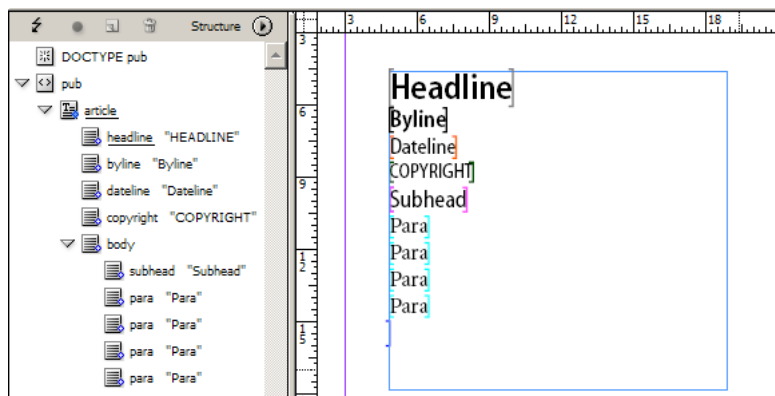 Structure
DOCTYPE pub
pub
article
headline "HEADLINE"
byline "Byline"
dateline "Dateline"
copyright "COPYRIGHT"
body
subhead "Subhead"
para "Para"
para "Para"
para "Para"
para "Para"
3 6 9 12 15 18
3
6
9
12
15
Headline
Byline
Dateline
COPYRIGHT
Subhead
Para
Para
Para
Para